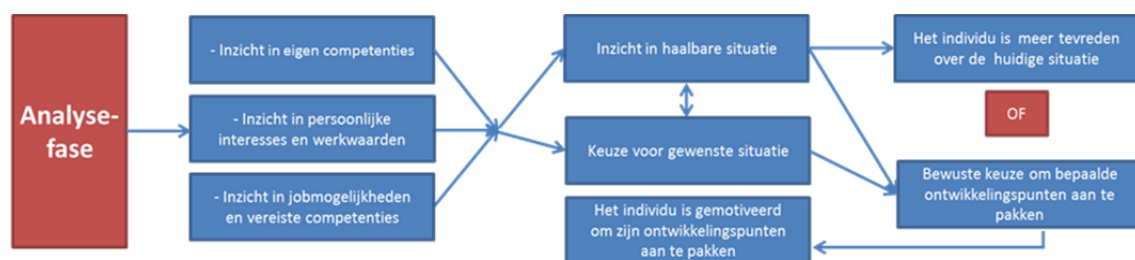 Analyse-
fase
- Inzicht in eigen competenties
- Inzicht in persoonlijke
interesses en werkwaarden
- Inzicht in jobmogelijkheden
en vereiste competenties
Inzicht in haalbare situatie
Keuze voor gewenste situatie
Het individu is gemotiveerd
om zijn ontwikkelingspunten
aan te pakken
Het individu is meer tevreden
over de huidige situatie
OF
Bewuste keuze om bepaalde
ontwikkelingspunten aan te
pakken